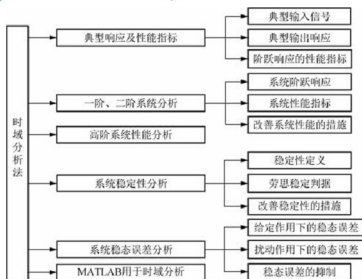 时域分析法
典型响应及性能指标
典型输入信号
典型输出响应
阶跃响应的性能指标
一阶、二阶系统分析
系统阶跃响应
系统性能指标
改善系统性能的措施
高阶系统性能分析
系统稳定性分析
稳定性定义
劳思稳定判据
改善稳定性的措施
系统稳态误差分析
给定作用下的稳态误差
扰动作用下的稳态误差
稳态误差的抑制
MATLAB用于时域分析